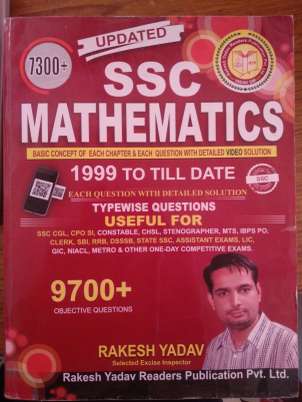 UPDATED
7300+
SSC
MATHEMATICS
BASIC CONCEPT OF EACH CHAPTER & EACH QUESTION WITH DETAILED VIDEO SOLUTION
1999 TO TILL DATE
SSC
EACH QUESTION WITH DETAILED SOLUTION
TYPEWISE QUESTIONS
USEFUL FOR
SSC CGL, CPO SI, CONSTABLE, CHSL, STENOGRAPHER, MTS, IBPS PO,
CLERK, SBI, RRB, DSSSB, STATE SSC, ASSISTANT EXAMS, LIC,
GIC, NIACL, METRO & OTHER ONE-DAY COMPETITIVE EXAMS.
9700+
OBJECTIVE QUESTIONS
RAKESH YADAV
Selected Excise Inspector
Rakesh Yadav Readers Publication Pvt. Ltd.